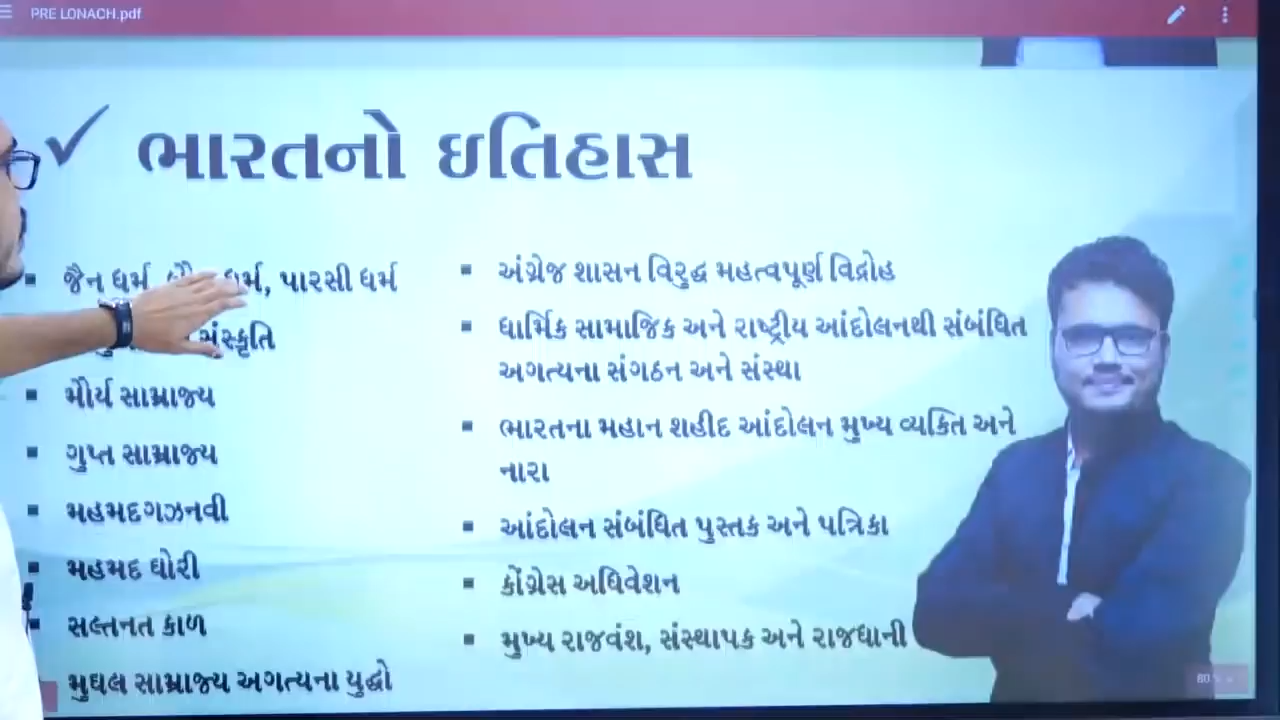 PRE LONACH.pdf
ભારતનો ઇતિહાસ
જૈન ધર્મ, ધર્મ, પારસી ધર્મ
સંસ્કૃતિ
મૌર્ય સામ્રાજ્ય
ગુપ્ત સામ્રાજ્ય
મહમદગઝનવી
મહમદ ઘોરી
સલ્તનત કાળ
મુઘલ સામ્રાજ્ય અગત્યના યુદ્ધો
અંગ્રેજ શાસન વિરુદ્ધ મહત્વપૂર્ણ વિદ્રોહ
ધાર્મિક સામાજિક અને રાષ્ટ્રીય આંદોલનથી સંબંધિત
અગત્યના સંગઠન અને સંસ્થા
ભારતના મહાન શહીદ આંદોલન મુખ્ય વ્યકિત અને
નારા
આંદોલન સંબંધિત પુસ્તક અને પત્રિકા
કોંગ્રેસ અધિવેશન
મુખ્ય રાજવંશ, સંસ્થાપક અને રાજધાની